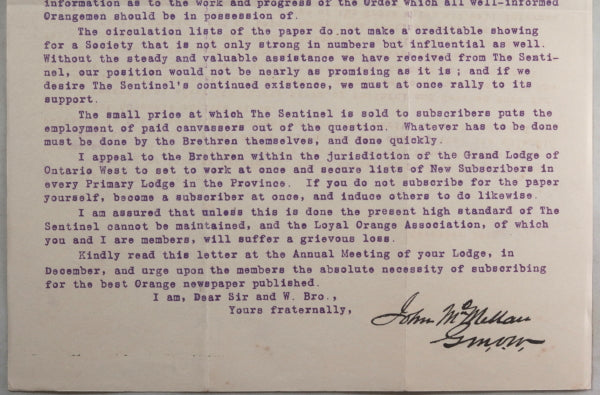 information as to the work and progress of the Order which all well-informed
Orangemen should be in possession of.
The circulation lists of the paper do not make a creditable showing
for a Society that is not only strong in numbers but influential as well.
Without the steady and valuable assistance we have received from The Senti-
nel, our position would not be nearly as promising as it is ; and if we
desire The Sentinel's continued existence, we must at once rally to its
support.
The small price at which The Sentinel is sold to subscribers puts the
employment of paid canvassers out of the question. Whatever has to be done
must be done by the Brethren themselves, and done quickly.
I appeal to the Brethren within the jurisdiction of the Grand Lodge of
Ontario West to set to work at once and secure lists of New Subscribers in
every Primary Lodge in the Province. If you do not subscribe for the paper
yourself, become a subscriber at once, and induce others to do likewise.
I am assured that unless this is done the present high standard of The
Sentinel cannot be maintained, and the Loyal Orange Association, of which
you and I are members, will suffer a grievous loss.
Kindly read this letter at the Annual Meeting of your Lodge, in
December, and urge upon the members the absolute necessity of subscribing
for the best Orange newspaper published.
I am, Dear Sir and W. Bro.,
Yours fraternally,
John McMillan